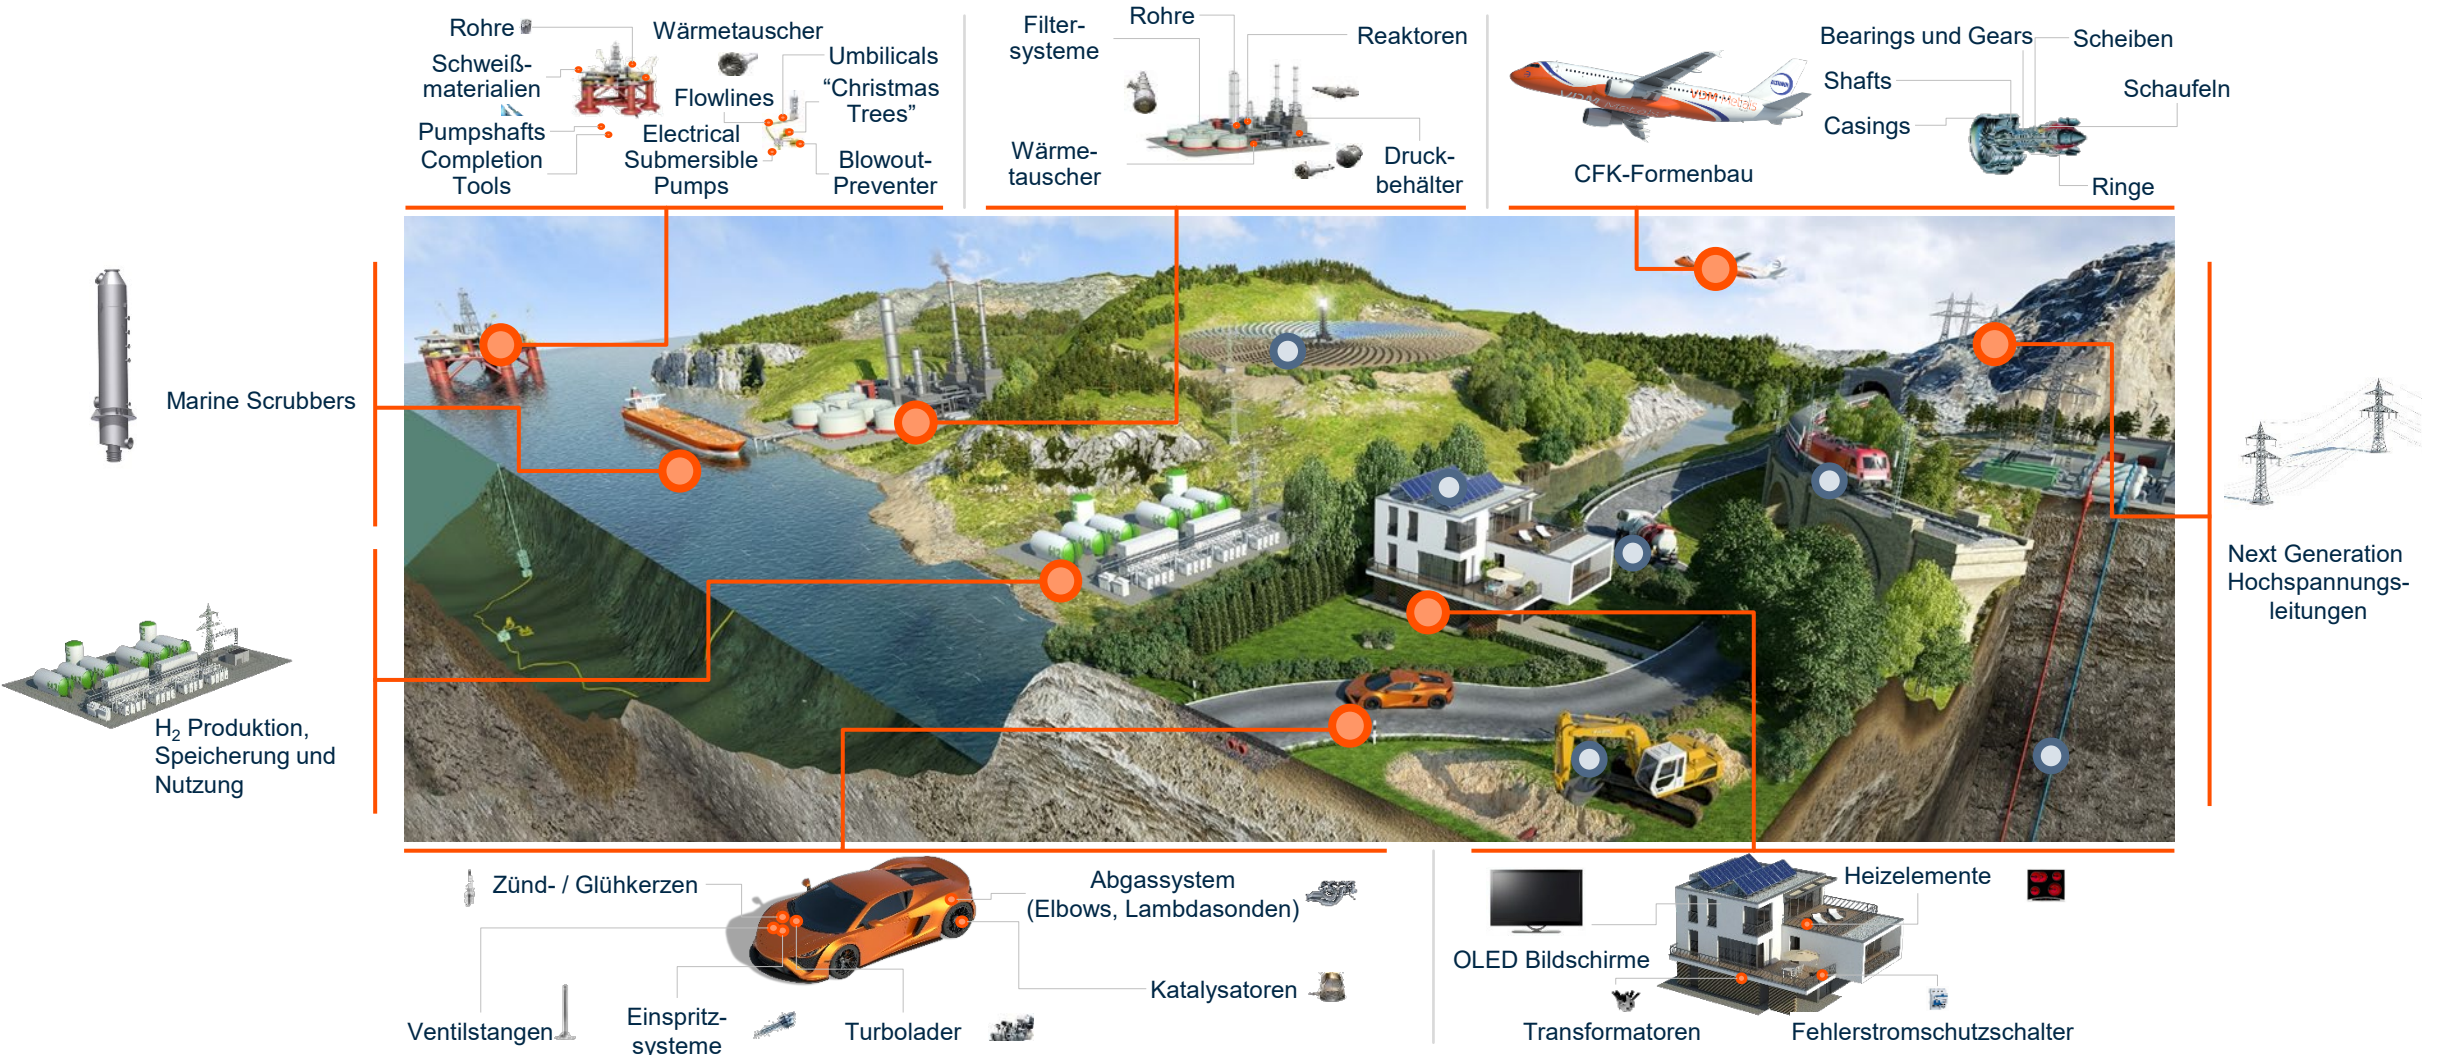 Rohre
Wärmetauscher
Schweiß-
materialien
Umbilicals
Flowlines
“Christmas
Trees”
Pumpshafts
Completion
Tools
Electrical
Submersible
Pumps
Blowout-
Preventer
Filter-
systeme
Rohre
Reaktoren
Wärme-
tauscher
Druck-
behälter
VDM Metals
CFK-Formenbau
Bearings und Gears
Scheiben
Shafts
Schaufeln
Casings
Ringe
Marine Scrubbers
H₂ Produktion,
Speicherung und
Nutzung
Next Generation
Hochspannungs-
leitungen
Zünd- / Glühkerzen
Abgassystem
(Elbows, Lambdasonden)
Katalysatoren
Ventilstangen
Einspritz-
systeme
Turbolader
Heizelemente
OLED Bildschirme
Transformatoren
Fehlerstromschutzschalter